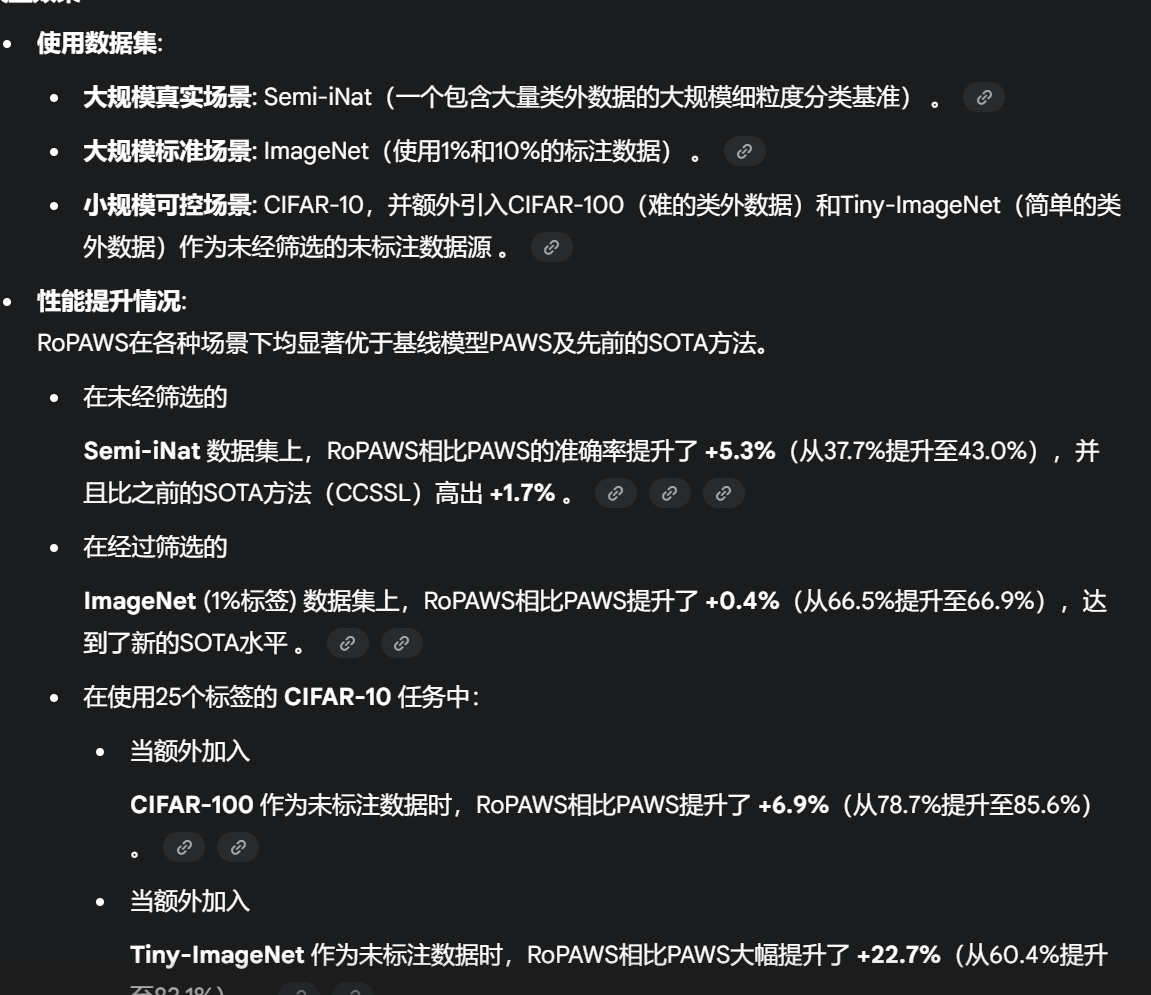 使用数据集:
大规模真实场景: Semi-iNat（一个包含大量类外数据的大规模细粒度分类基准） 。
大规模标准场景: ImageNet（使用1%和10%的标注数据） 。
小规模可控场景: CIFAR-10，并额外引入CIFAR-100（难的类外数据）和Tiny-ImageNet（简单的类
外数据）作为未经筛选的未标注数据源 。
性能提升情况:
RoPAWS在各种场景下均显著优于基线模型PAWS及先前的SOTA方法。
在未经筛选的
Semi-iNat 数据集上，RoPAWS相比PAWS的准确率提升了 +5.3%（从37.7%提升至43.0%），并
且比之前的SOTA方法（CCSSL）高出 +1.7% 。
在经过筛选的
ImageNet (1%标签) 数据集上，RoPAWS相比PAWS提升了 +0.4%（从66.5%提升至66.9%），达
到了新的SOTA水平 。
在使用25个标签的 CIFAR-10 任务中：
当额外加入
CIFAR-100 作为未标注数据时，RoPAWS相比PAWS提升了 +6.9%（从78.7%提升至85.6%）
。
当额外加入
Tiny-ImageNet 作为未标注数据时，RoPAWS相比PAWS大幅提升了 +22.7%（从60.4%提升